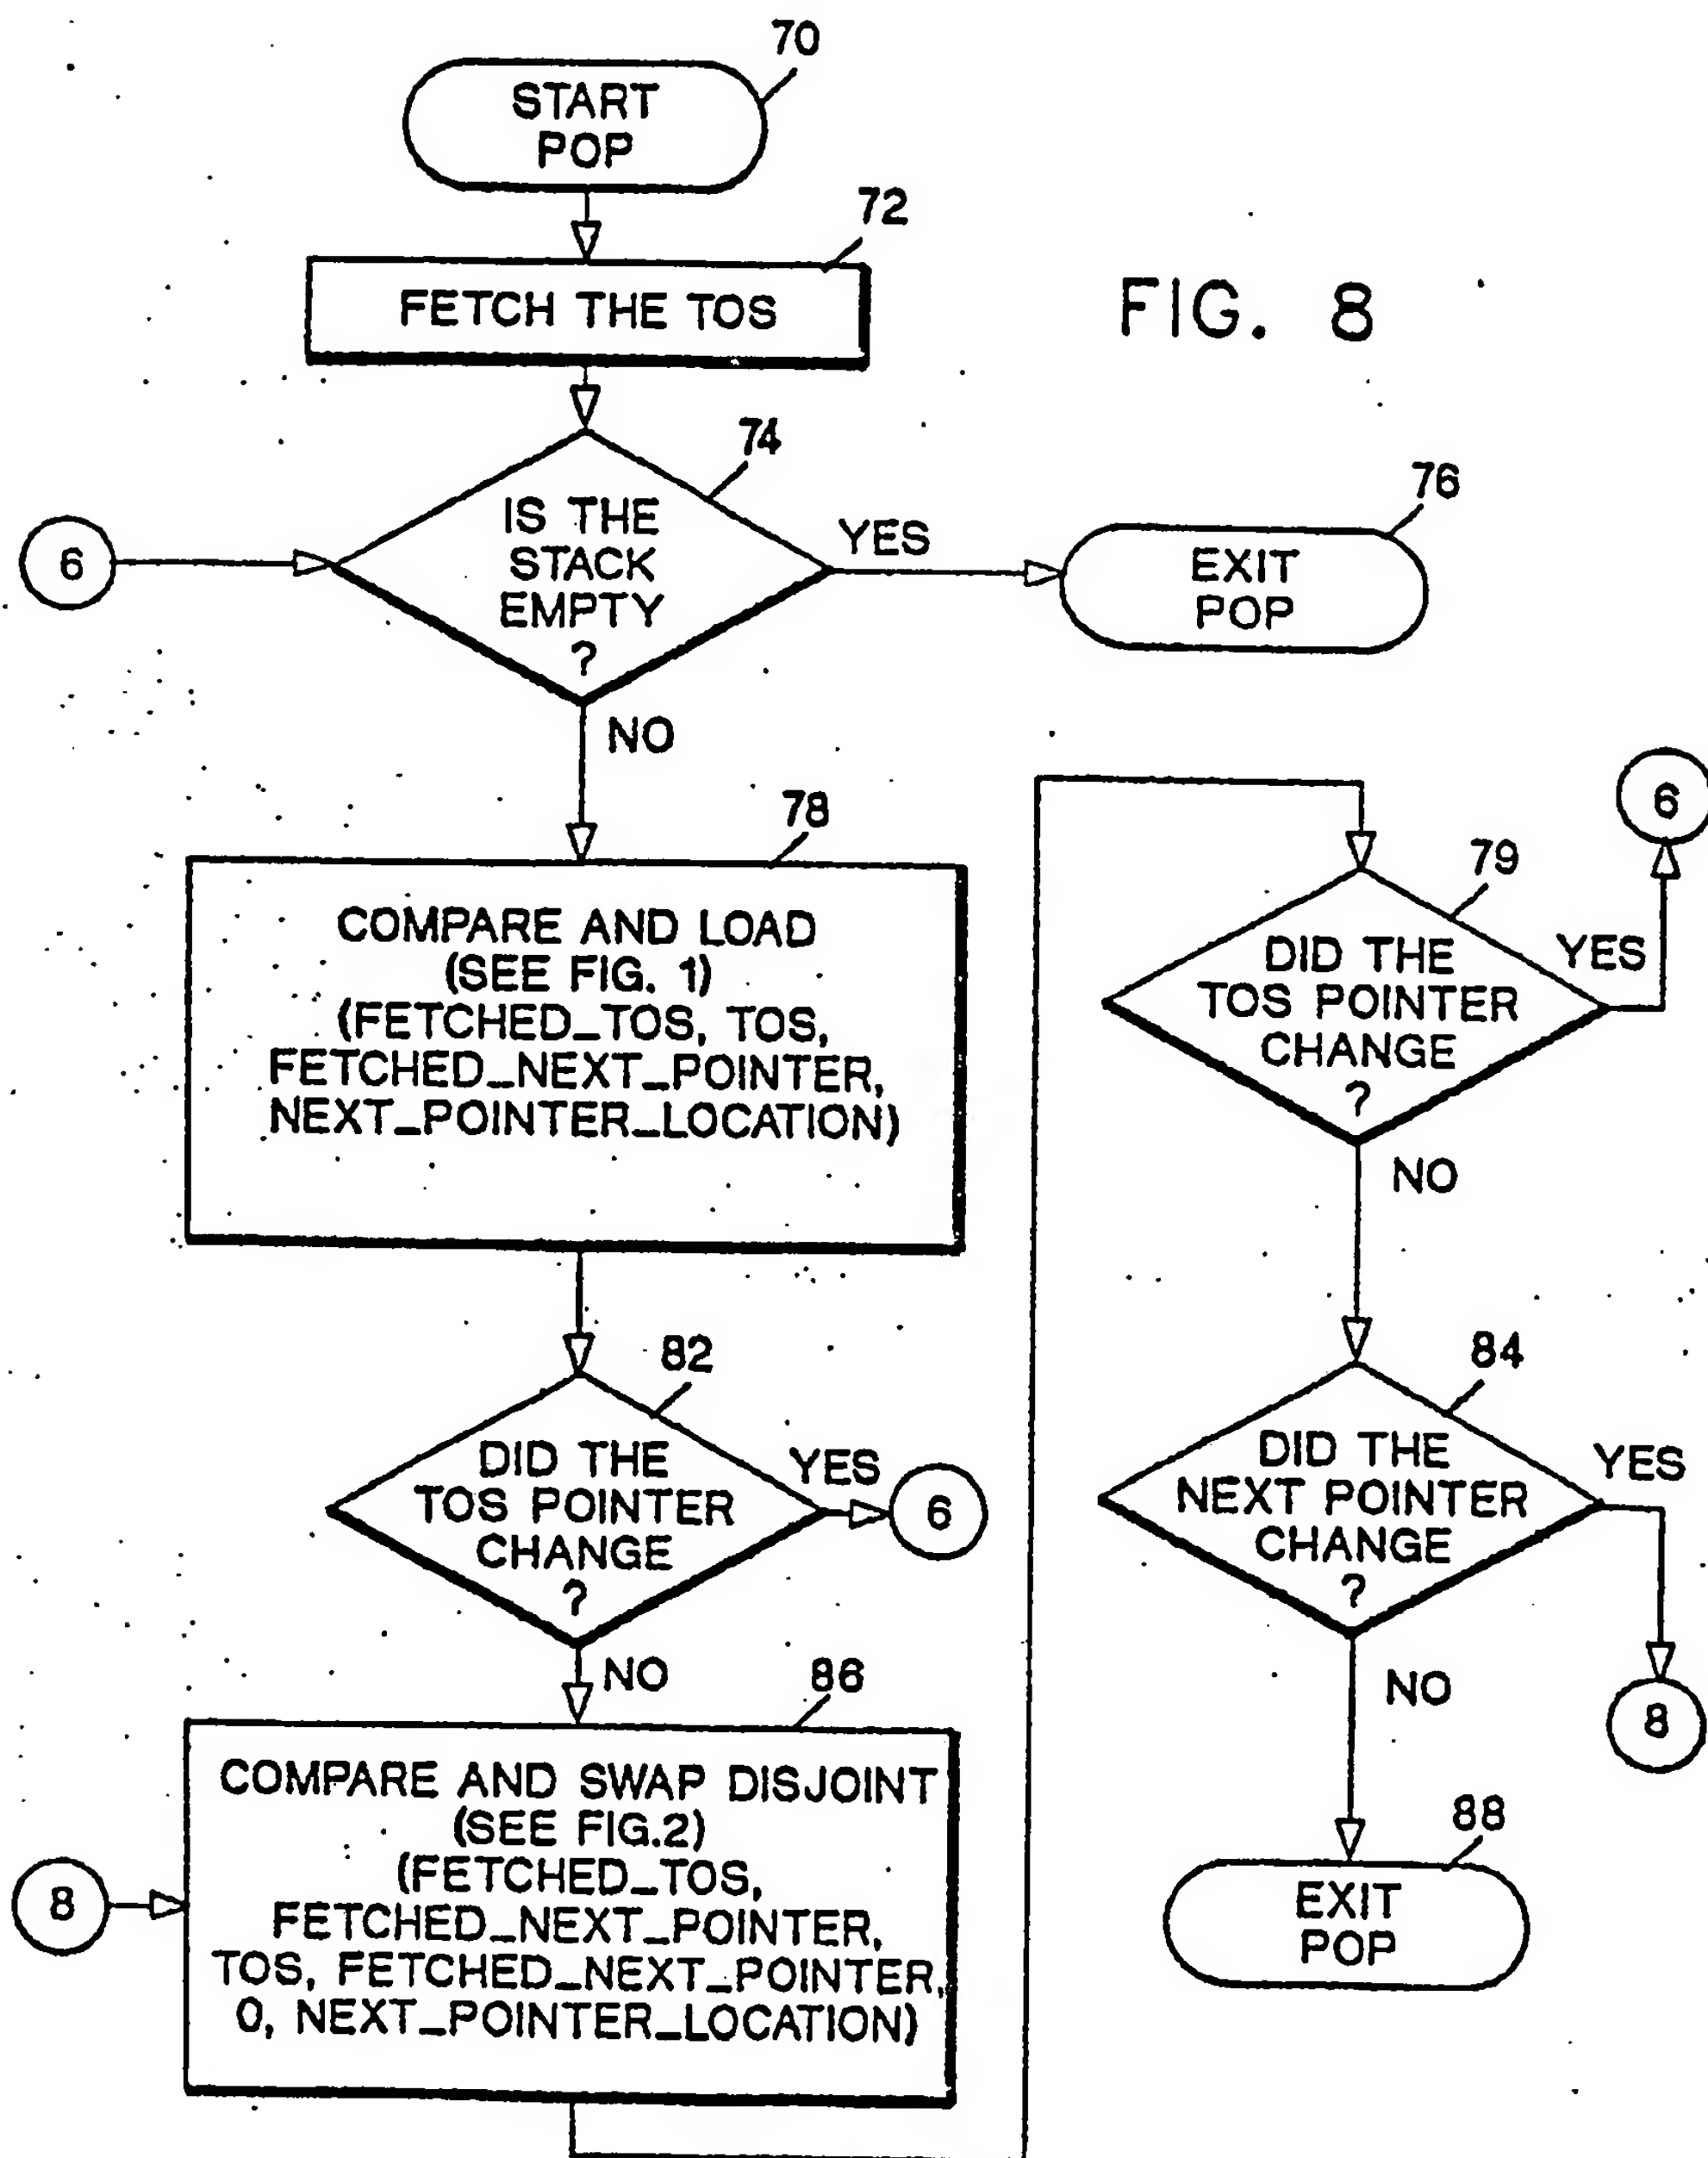 70
START
POP
72
FETCH THE TOS
FIG. 8
74
IS THE
STACK
EMPTY
?
6
YES
76
EXIT
POP
NO
78
COMPARE AND LOAD
(SEE FIG. 1)
(FETCHED_TOS, TOS,
FETCHED_NEXT_POINTER,
NEXT_POINTER_LOCATION)
82
DID THE
TOS POINTER
CHANGE
?
YES
6
NO
86
COMPARE AND SWAP DISJOINT
(SEE FIG.2)
(FETCHED_TOS,
FETCHED_NEXT_POINTER,
TOS, FETCHED_NEXT_POINTER,
0, NEXT_POINTER_LOCATION)
8
6
79
DID THE
TOS POINTER
CHANGE
?
YES
NO
84
DID THE
NEXT POINTER
CHANGE
?
YES
8
NO
88
EXIT
POP